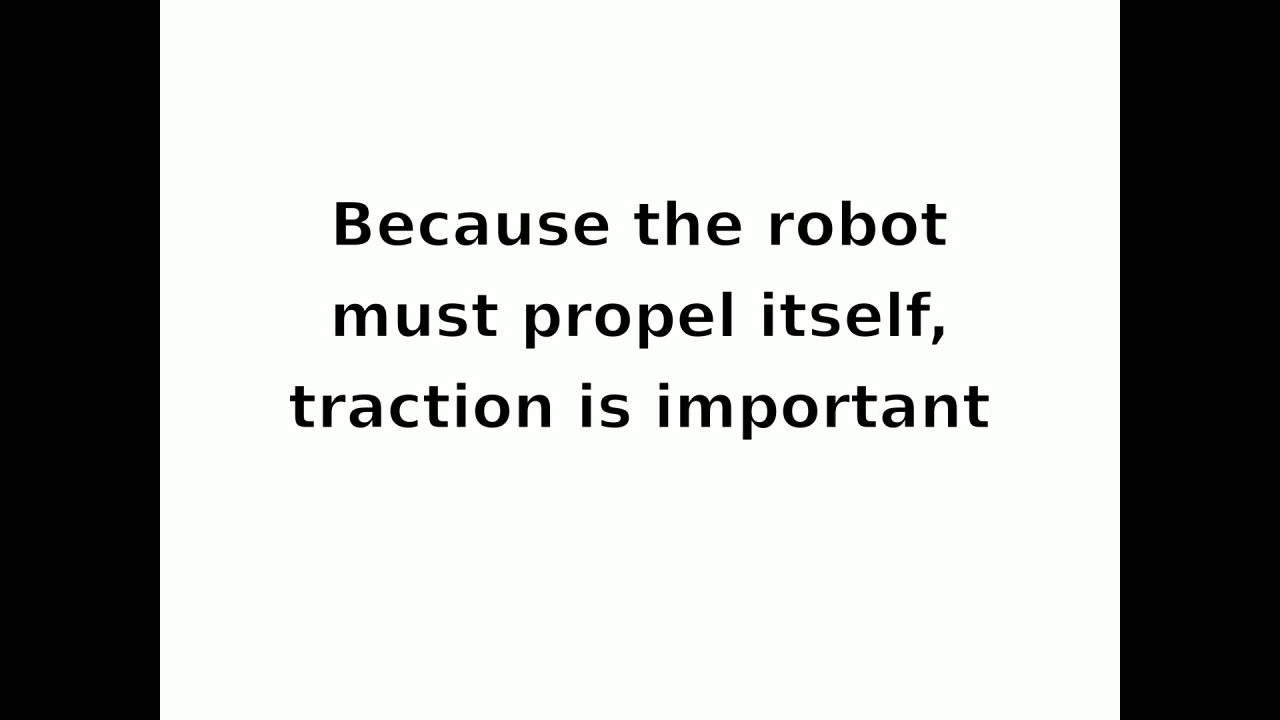 Because the robot
must propel itself,
traction is important